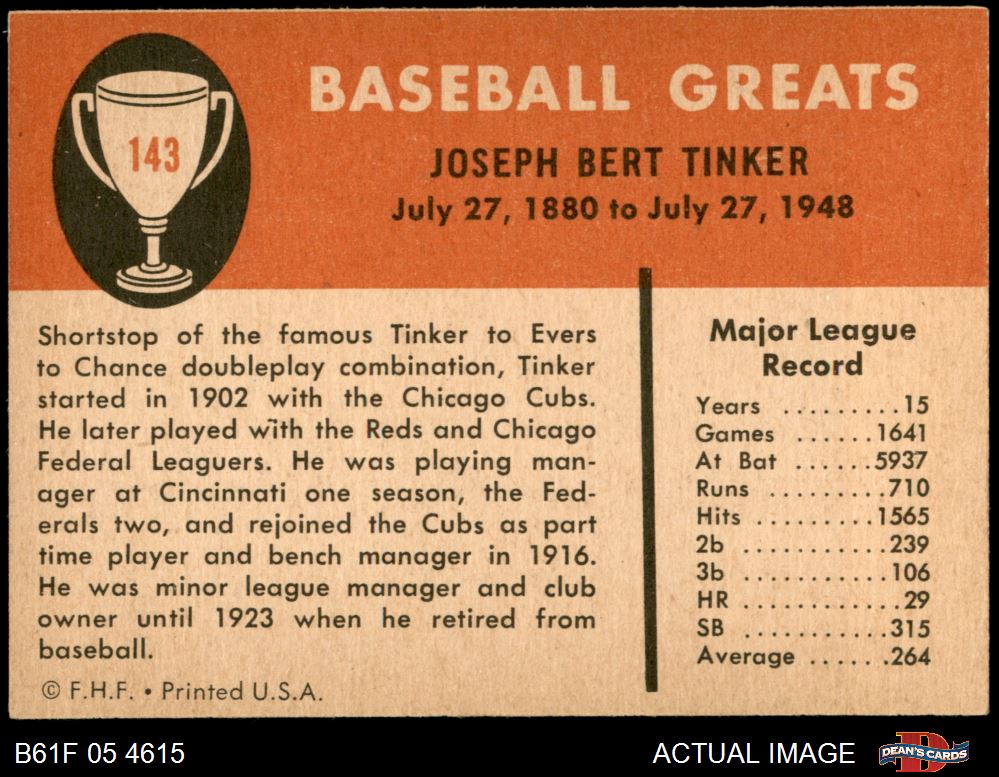 143
BASEBALL GREATS
JOSEPH BERT TINKER
July 27, 1880 to July 27, 1948
Shortstop of the famous Tinker to Evers
to Chance doubleplay combination, Tinker
started in 1902 with the Chicago Cubs.
He later played with the Reds and Chicago
Federal Leaguers. He was playing man-
ager at Cincinnati one season, the Fed-
erals two, and rejoined the Cubs as part
time player and bench manager in 1916.
He was minor league manager and club
owner until 1923 when he retired from
baseball.
© F.H.F. • Printed U.S.A.
Major League
Record
Years .........15
Games ......1641
At Bat ......5937
Runs .........710
Hits .........1565
2b ...........239
3b ...........106
HR ............29
SB ...........315
Average ......264
B61F 05 4615
ACTUAL IMAGE
D
DEAN'S CARDS